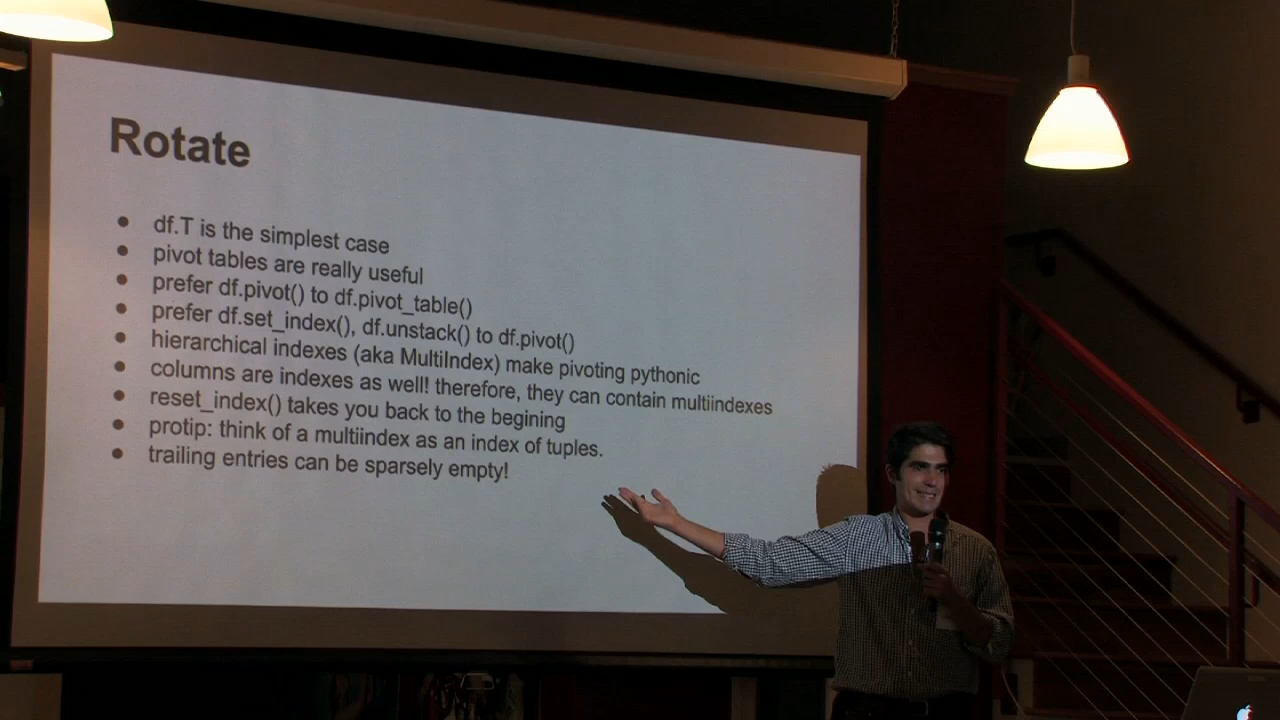 Rotate
● df.T is the simplest case
● pivot tables are really useful
● prefer df.pivot() to df.pivot_table()
● prefer df.set_index(), df.unstack() to df.pivot()
● hierarchical indexes (aka MultiIndex) make pivoting pythonic
● columns are indexes as well! therefore, they can contain multiindexes
● reset_index() takes you back to the begining
● protip: think of a multiindex as an index of tuples.
● trailing entries can be sparsely empty!